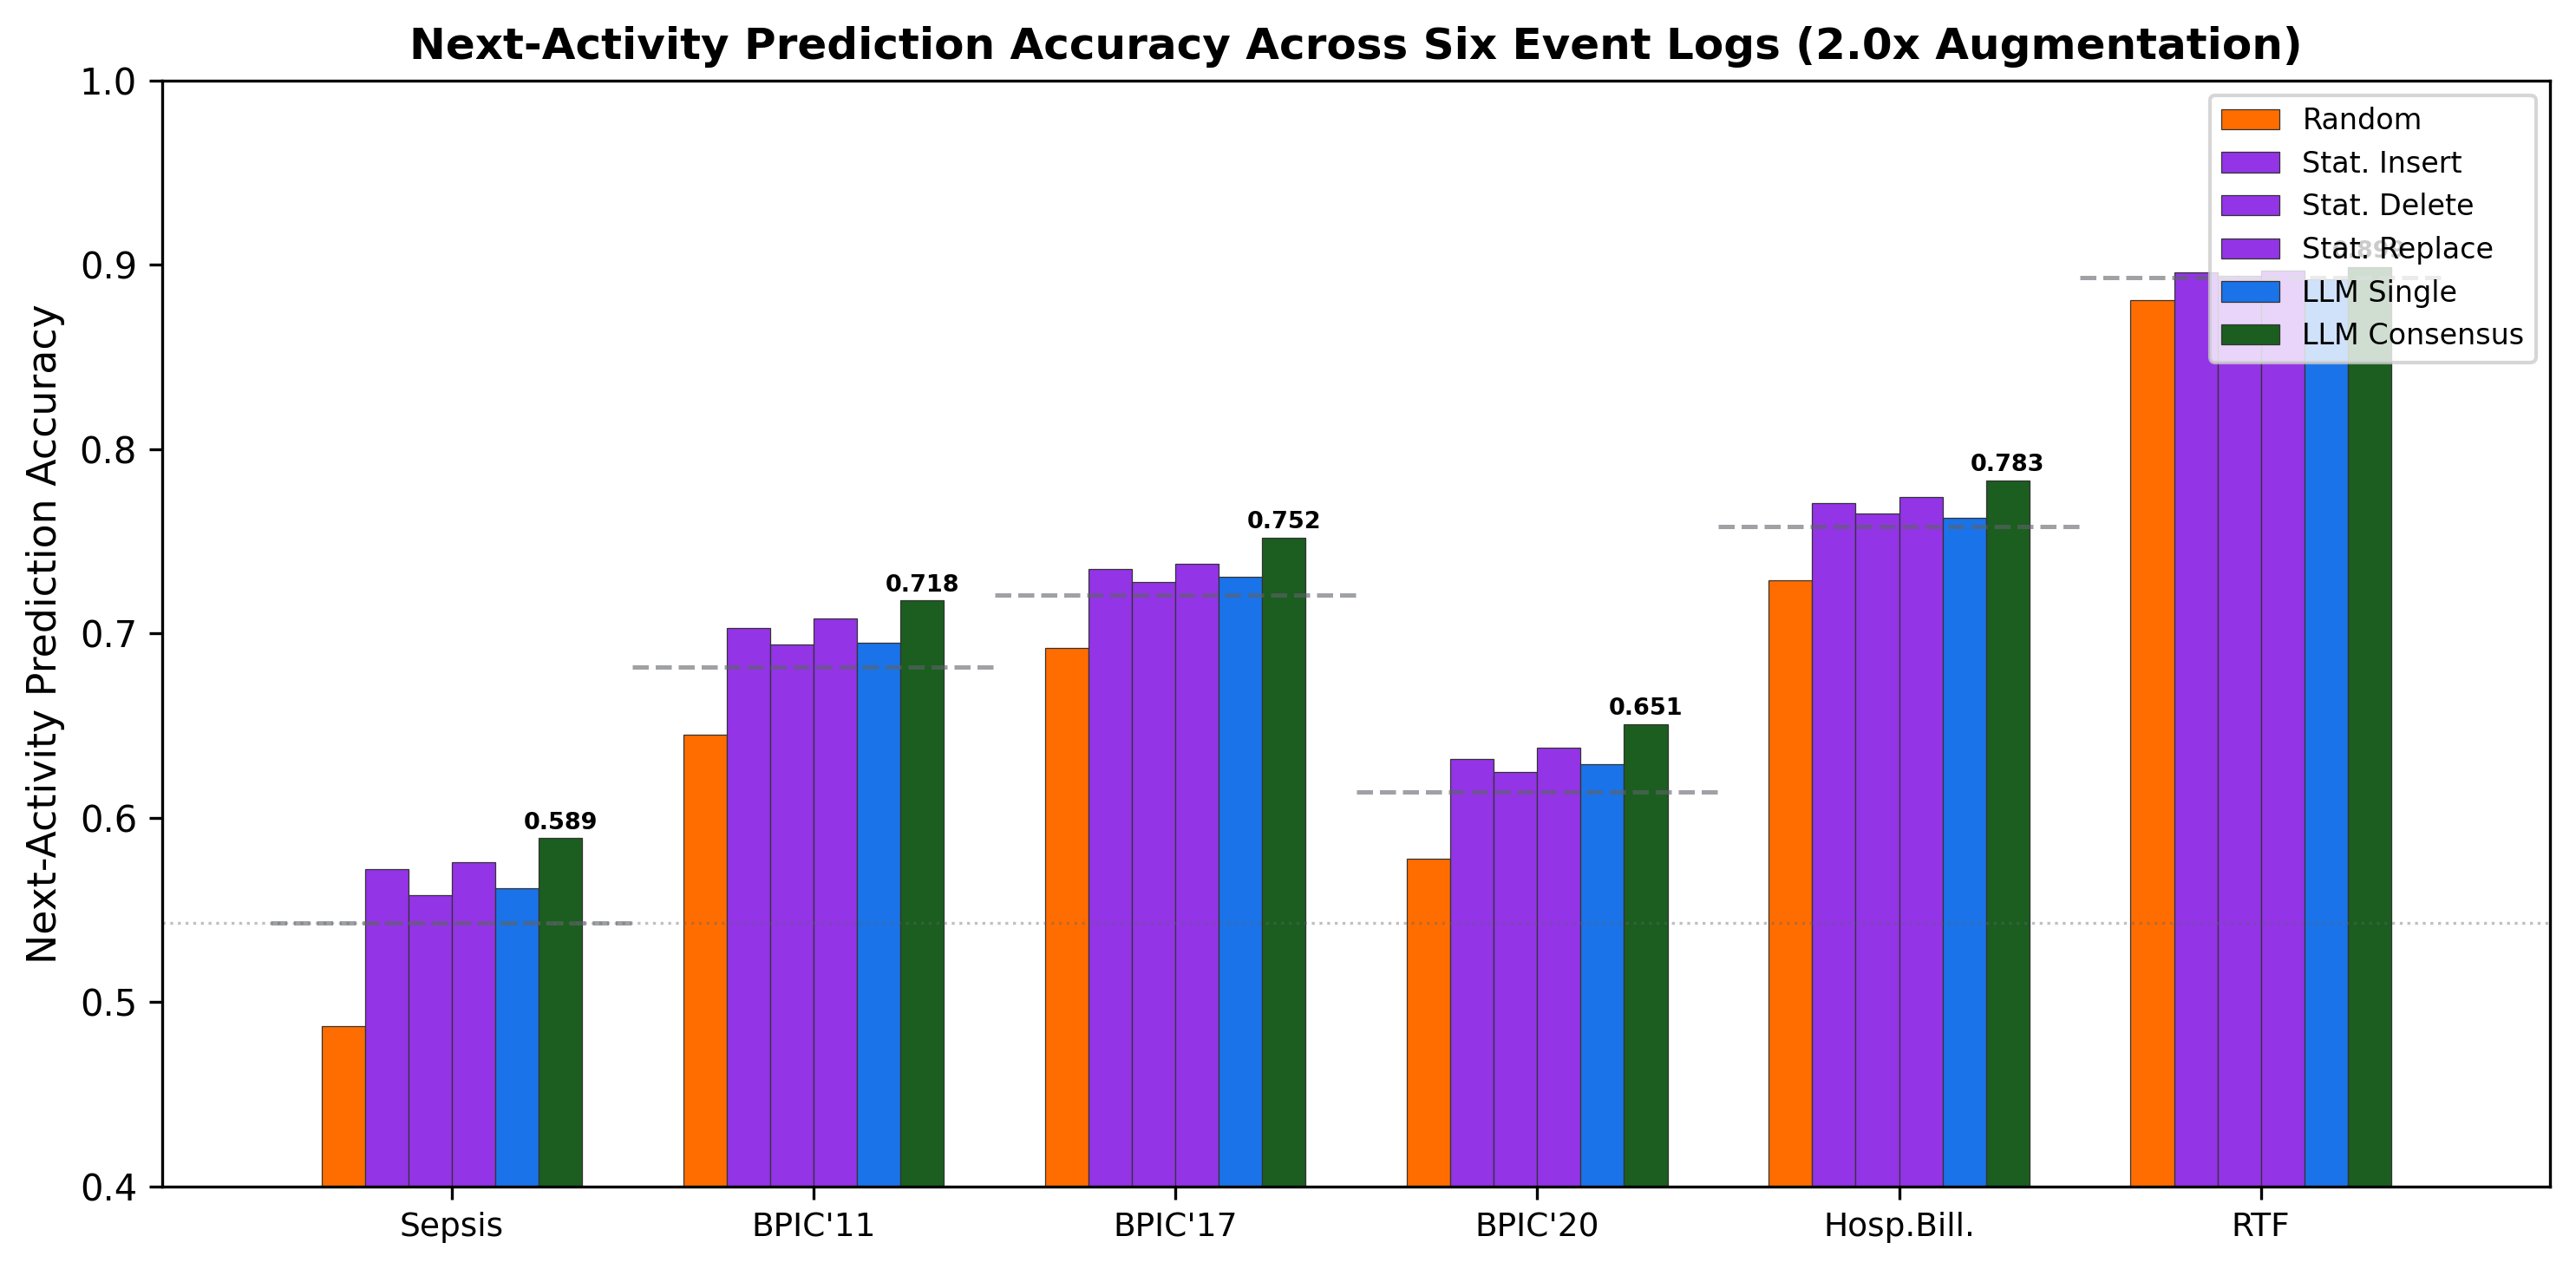 Next-Activity Prediction Accuracy Across Six Event Logs (2.0x Augmentation)
Next-Activity Prediction Accuracy
1.0
0.9
0.8
0.7
0.6
0.5
0.4
Random
Stat. Insert
Stat. Delete
Stat. Replace
LLM Single
LLM Consensus
0.589
0.718
0.752
0.651
0.783
Sepsis
BPIC'11
BPIC'17
BPIC'20
Hosp.Bill.
RTF